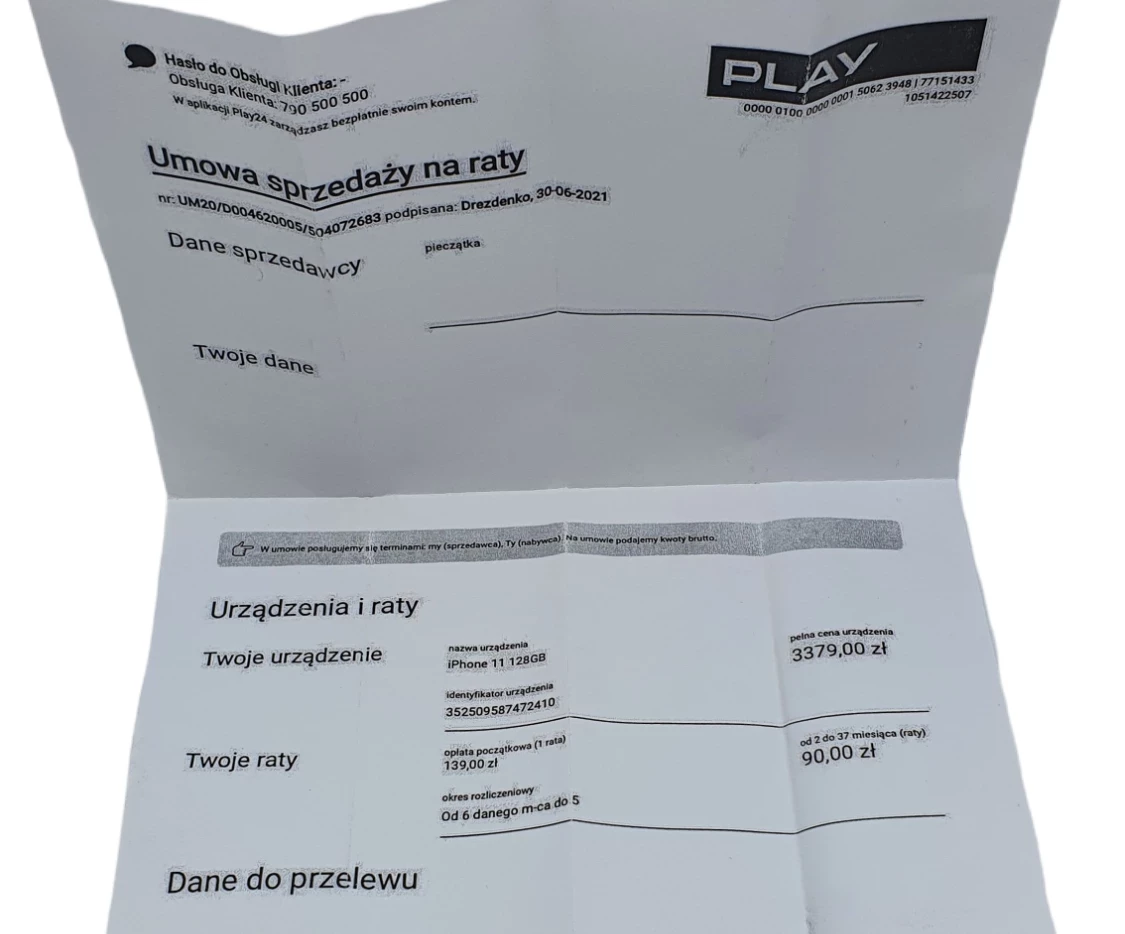 Hasło do Obsługi Klienta: -
Obsługa Klienta: 790 500 500
W aplikacji Play24 zarządzasz bezpłatnie swoim kontem.
PLAY
0000 0100 0000 0001 5062 3948 | 77151433
1051422507
Umowa sprzedaży na raty
nr: UM20/D004620005/504072683 podpisana: Drezdenko, 30-06-2021
Dane sprzedawcy
pieczątka
Twoje dane
W umowie posługujemy się terminami: my (sprzedawca), Ty (nabywca). Na umowie podajemy kwoty brutto.
Urządzenia i raty
Twoje urządzenie
nazwa urządzenia
iPhone 11 128GB
pełna cena urządzenia
3379,00 zł
identyfikator urządzenia
352509587472410
Twoje raty
opłata początkowa (1 rata)
139,00 zł
od 2 do 37 miesiąca (raty)
90,00 zł
okres rozliczeniowy
Od 6 danego m-ca do 5
Dane do przelewu